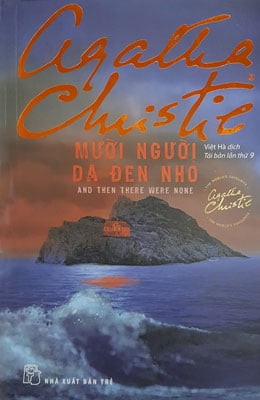 Agatha
Christie
MƯỜI NGƯỜI
DA ĐEN NHỎ
AND THEN THERE WERE NONE
Việt Hà dịch
Tái bản lần thứ 9
Agatha
Christie
NHÀ XUẤT BẢN TRẺ